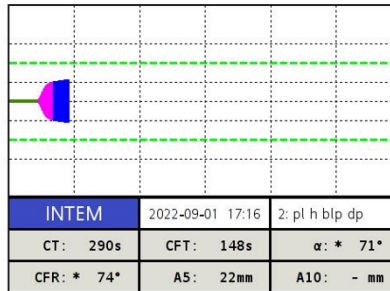 INTEM 2022-09-01 17:16 2: pl h blp dp
CT: 290s CFT: 148s α: * 71°
CFR: * 74° A5: 22mm A10: - mm